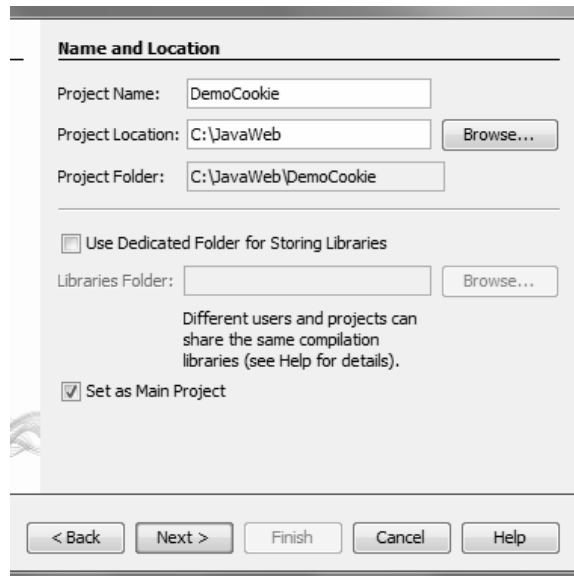 Name and Location
Project Name: DemoCookie
Project Location: C:\JavaWeb Browse...
Project Folder: C:\JavaWeb\DemoCookie
Use Dedicated Folder for Storing Libraries
Libraries Folder: Browse...
Different users and projects can
share the same compilation
libraries (see Help for details).
Set as Main Project
< Back Next > Finish Cancel Help